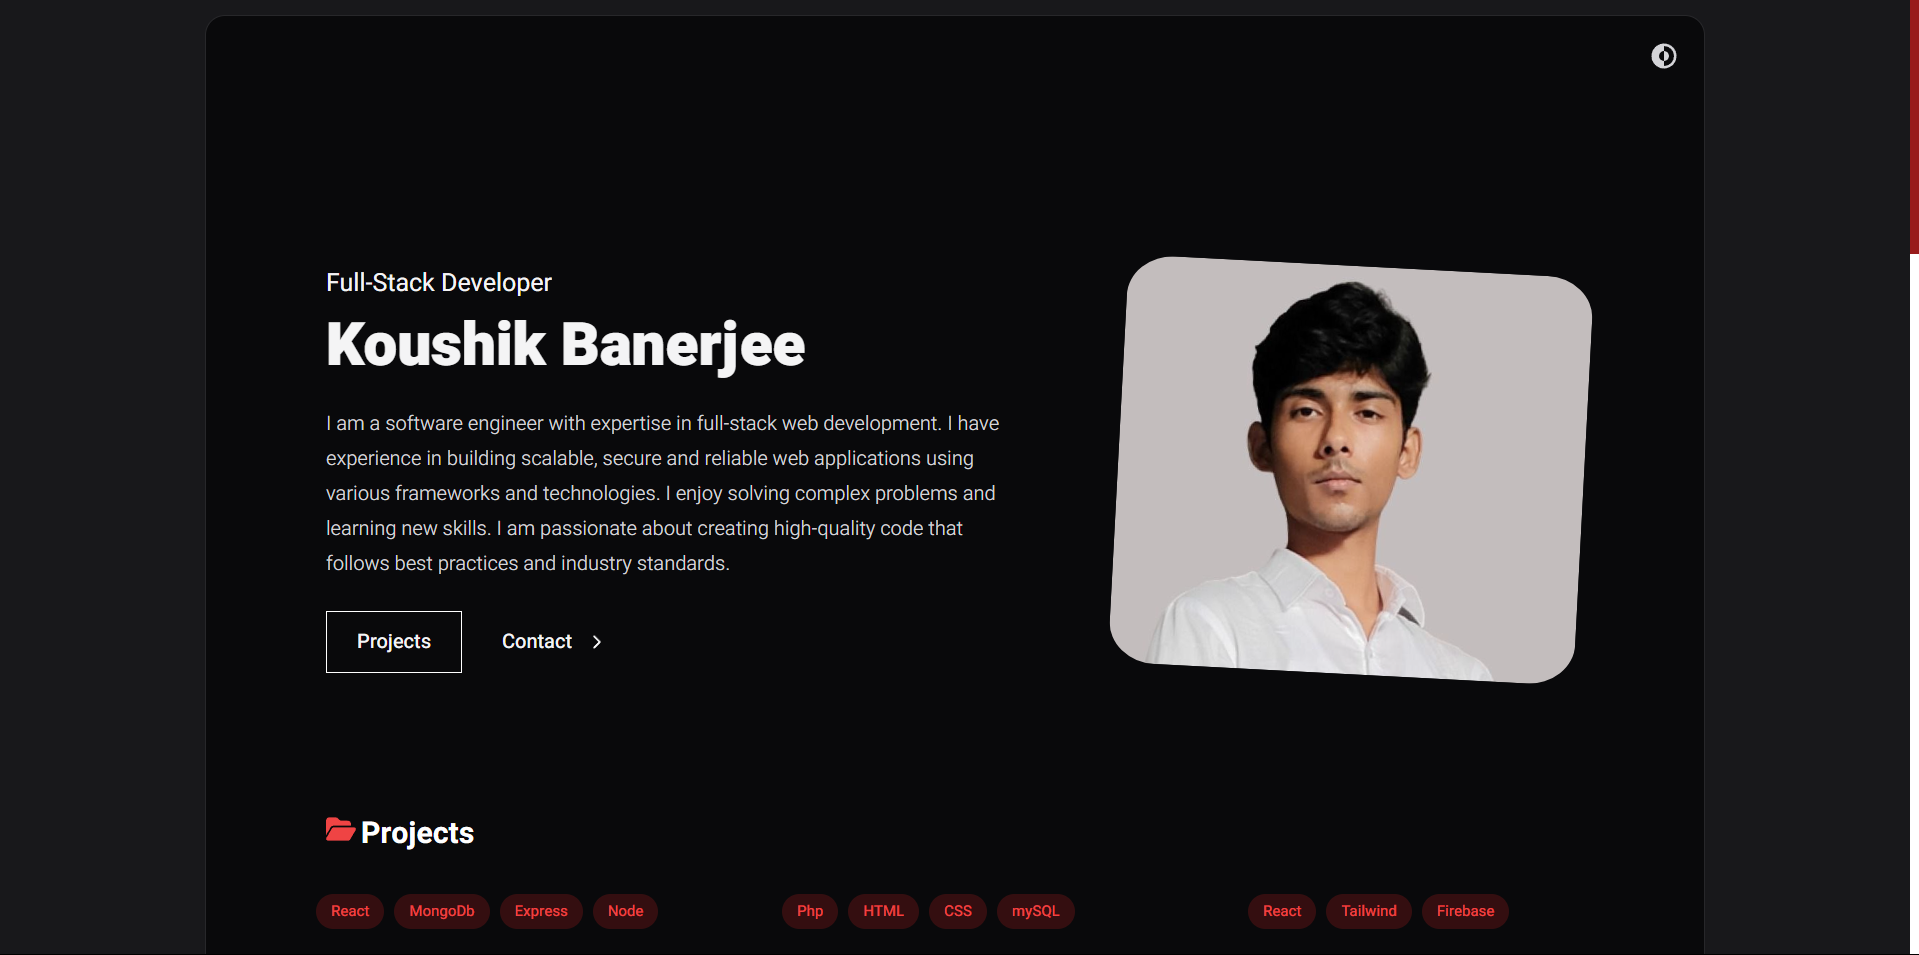 Full-Stack Developer
Koushik Banerjee
I am a software engineer with expertise in full-stack web development. I have
experience in building scalable, secure and reliable web applications using
various frameworks and technologies. I enjoy solving complex problems and
learning new skills. I am passionate about creating high-quality code that
follows best practices and industry standards.
Projects Contact
Projects
React MongoDb Express Node Php HTML CSS mySQL React Tailwind Firebase